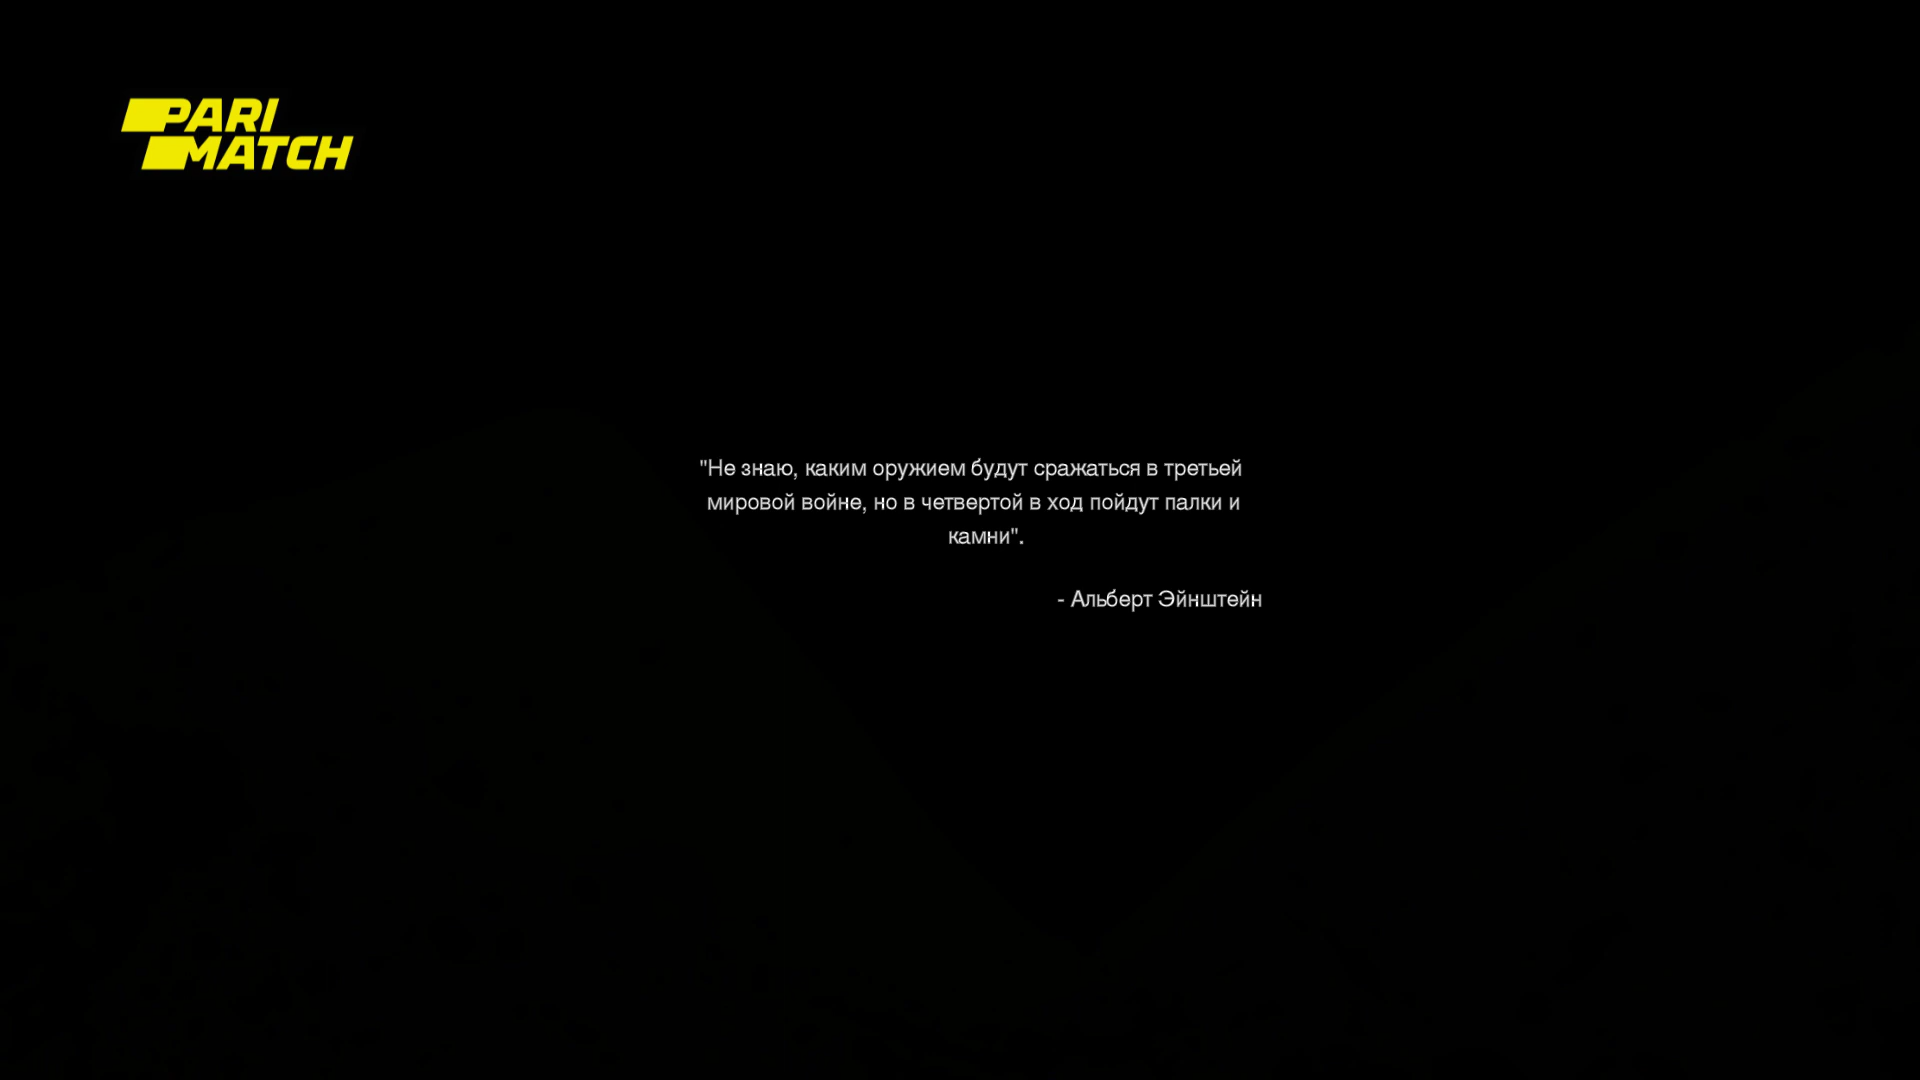 PARI
MATCH
"Не знаю, каким оружием будут сражаться в третьей
мировой войне, но в четвертой в ход пойдут палки и
камни".
- Альберт Эйнштейн